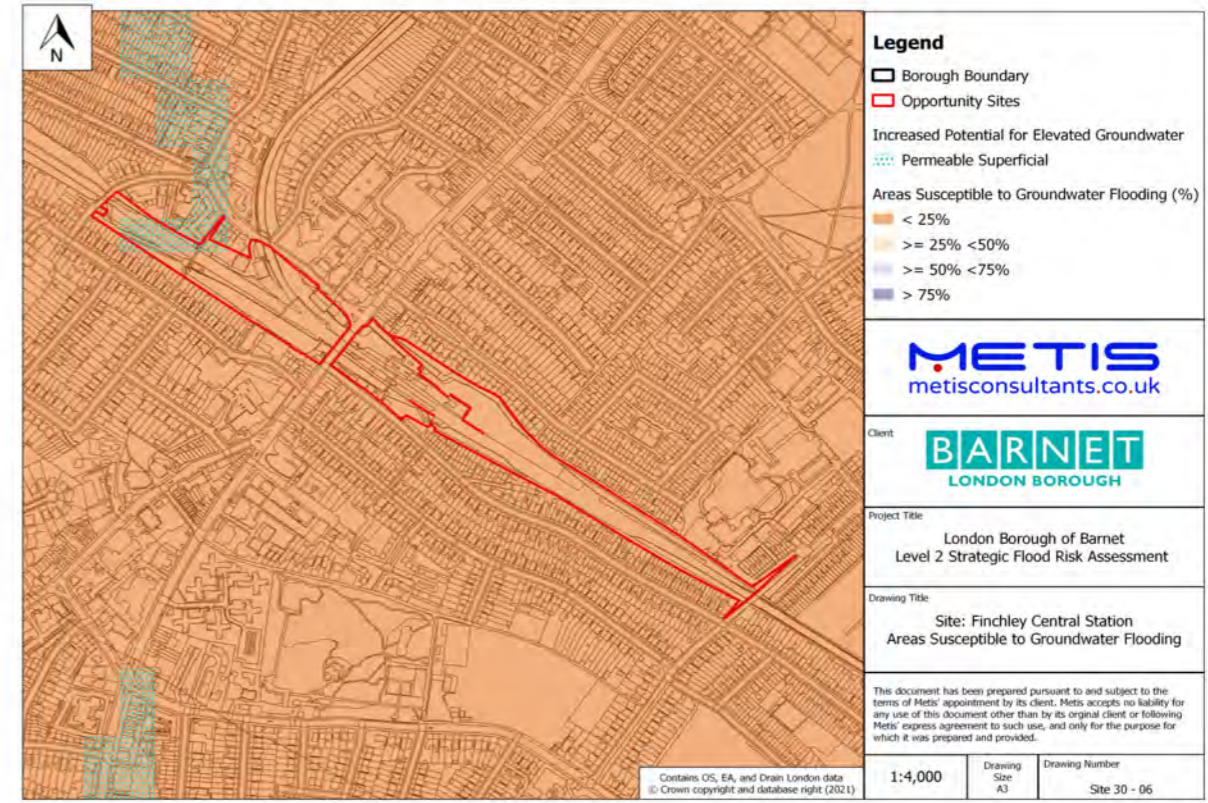 N
Legend
Borough Boundary
Opportunity Sites
Increased Potential for Elevated Groundwater
Permeable Superficial
Areas Susceptible to Groundwater Flooding (%)
< 25%
>= 25% <50%
>= 50% <75%
> 75%
METIS
metisconsultants.co.uk
Client
BARNET
LONDON BOROUGH
Project Title
London Borough of Barnet
Level 2 Strategic Flood Risk Assessment
Drawing Title
Site: Finchley Central Station
Areas Susceptible to Groundwater Flooding
This document has been prepared pursuant to and subject to the
terms of Metis' appointment by its client. Metis accepts no liability for
any use of this document other than by its orginal client or following
Metis' express agreement to such use, and only for the purpose for
which it was prepared and provided.
Contains OS, EA, and Drain London data
© Crown copyright and database right (2021)
1:4,000
Drawing
Size
A3
Drawing Number
Site 30 - 06